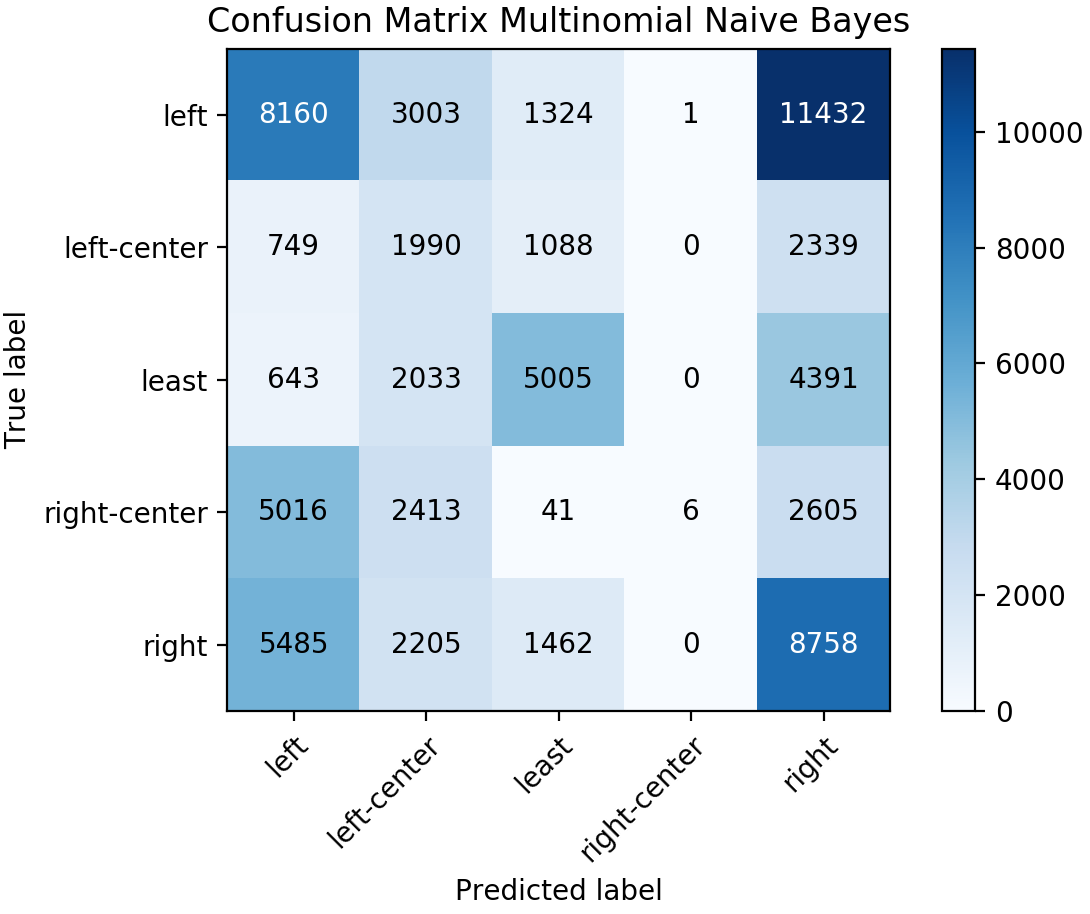 Confusion Matrix Multinomial Naive Bayes
left 8160 3003 1324 1 11432
10000
left-center 749 1990 1088 0 2339
8000
True label
least 643 2033 5005 0 4391
6000
4000
right-center 5016 2413 41 6 2605
2000
right 5485 2205 1462 0 8758
0
left left-center least right-center right
Predicted label